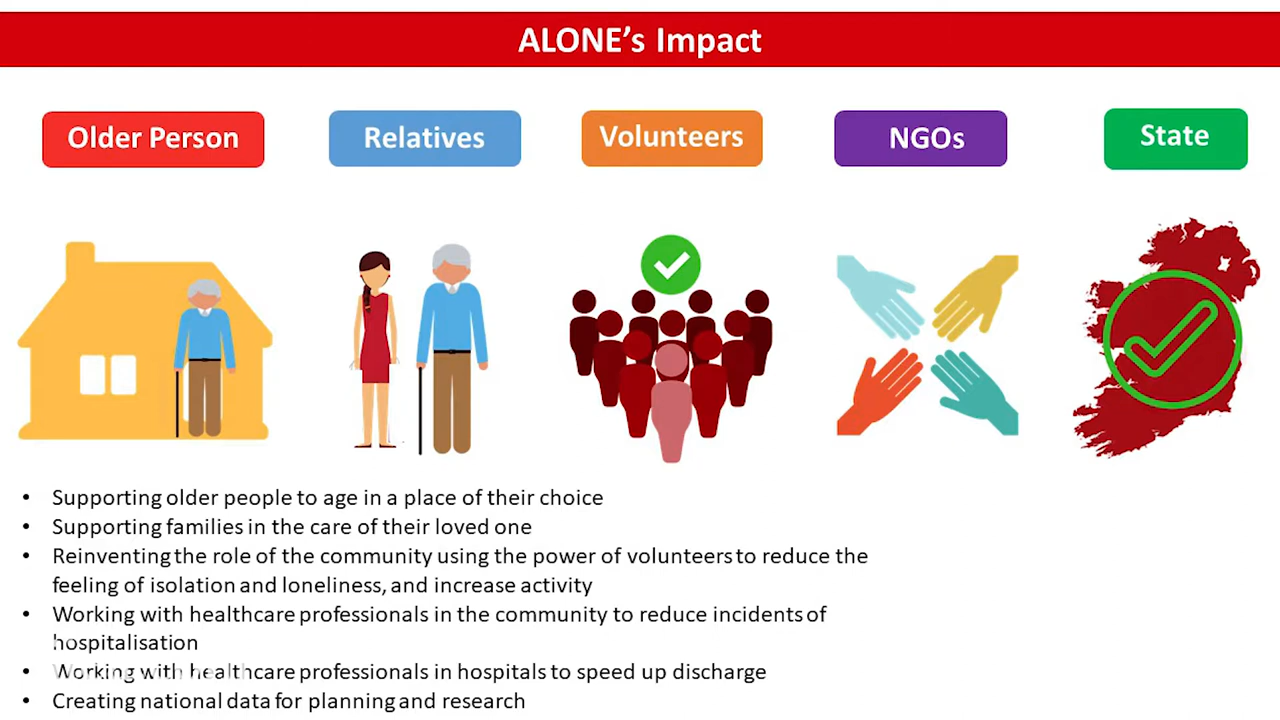 ALONE’s Impact
Older Person
Relatives
Volunteers
NGOs
State
• Supporting older people to age in a place of their choice
• Supporting families in the care of their loved one
• Reinventing the role of the community using the power of volunteers to reduce the
feeling of isolation and loneliness, and increase activity
• Working with healthcare professionals in the community to reduce incidents of
hospitalisation
• Working with healthcare professionals in hospitals to speed up discharge
• Creating national data for planning and research